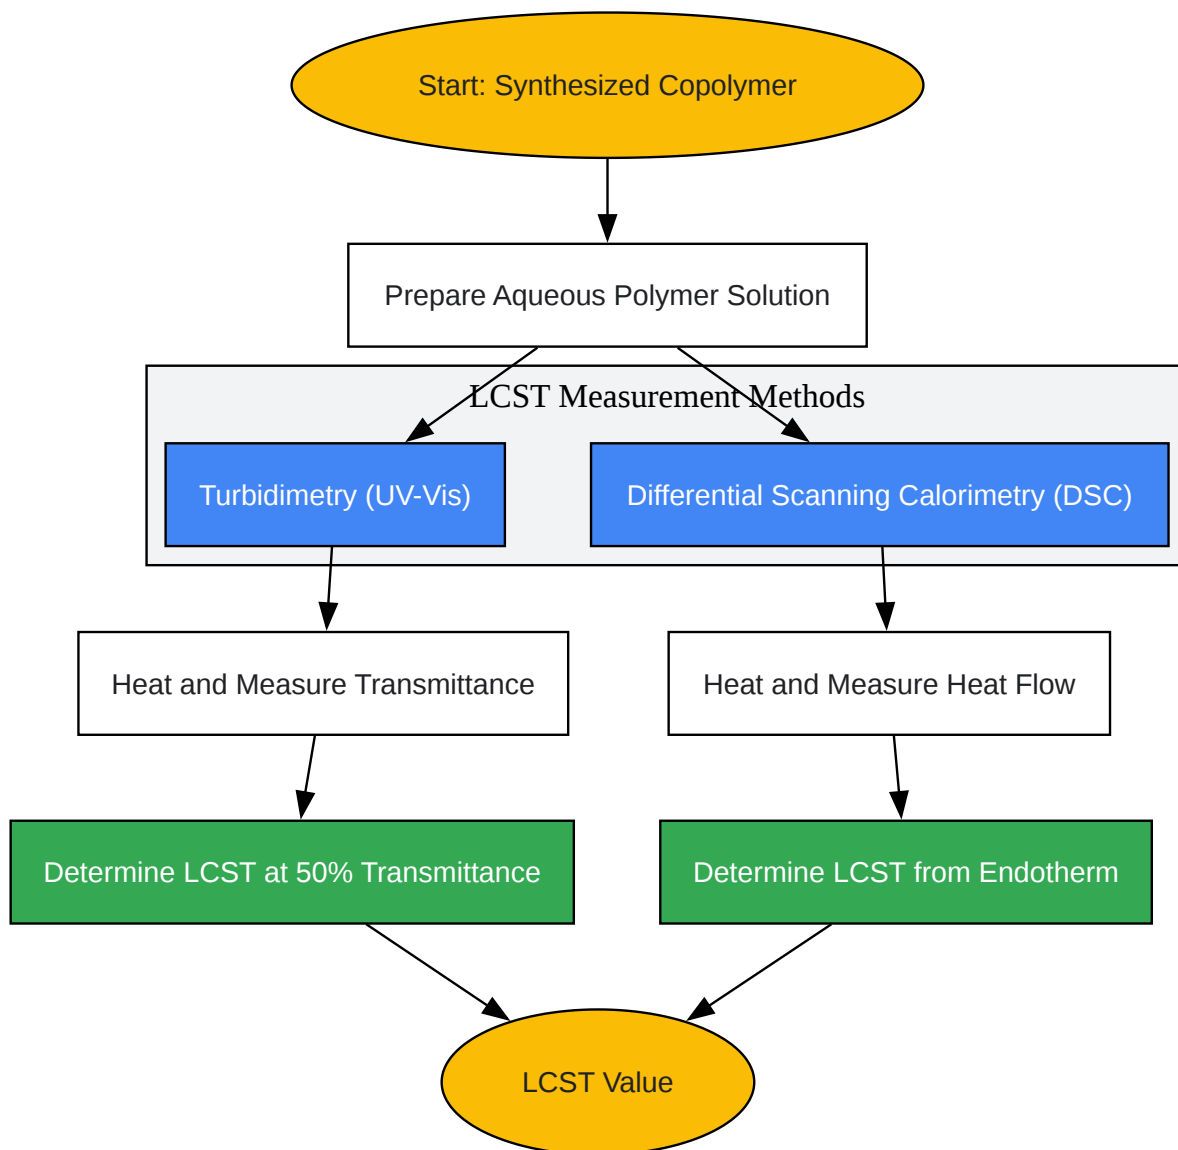 Start: Synthesized Copolymer
Prepare Aqueous Polymer Solution
LCST Measurement Methods
Turbidimetry (UV-Vis)
Differential Scanning Calorimetry (DSC)
Heat and Measure Transmittance
Heat and Measure Heat Flow
Determine LCST at 50% Transmittance
Determine LCST from Endotherm
LCST Value